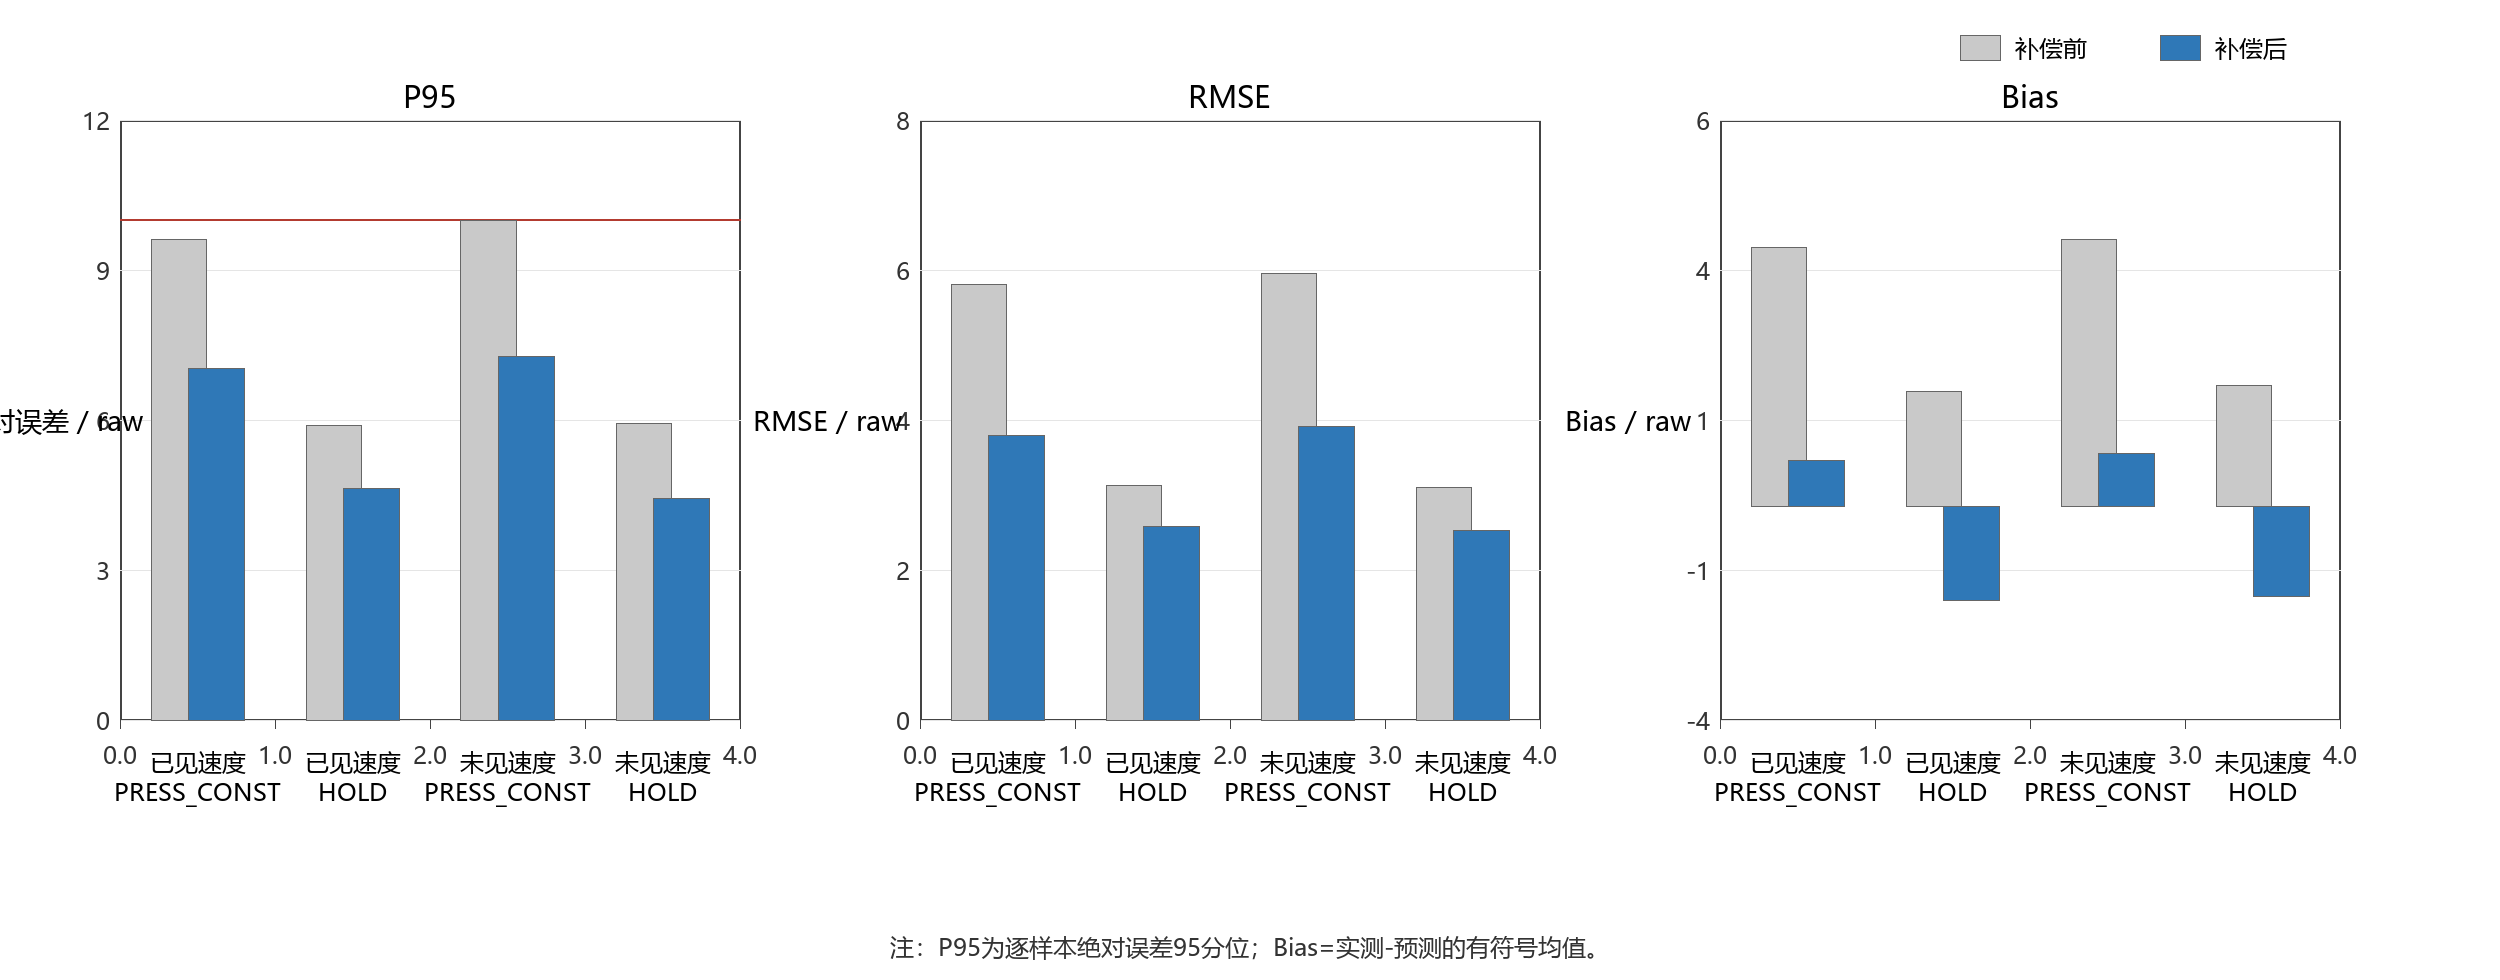 补偿前
补偿后
P95
RMSE
Bias
12
9
6
3
0
对误差 / raw
0.0
1.0
2.0
3.0
4.0
已见速度
PRESS_CONST
已见速度
HOLD
未见速度
PRESS_CONST
未见速度
HOLD
8
6
4
2
0
RMSE / raw
0.0
1.0
2.0
3.0
4.0
已见速度
PRESS_CONST
已见速度
HOLD
未见速度
PRESS_CONST
未见速度
HOLD
6
4
1
-1
-4
Bias / raw
0.0
1.0
2.0
3.0
4.0
已见速度
PRESS_CONST
已见速度
HOLD
未见速度
PRESS_CONST
未见速度
HOLD
注：P95为逐样本绝对误差95分位；Bias=实测-预测的有符号均值。